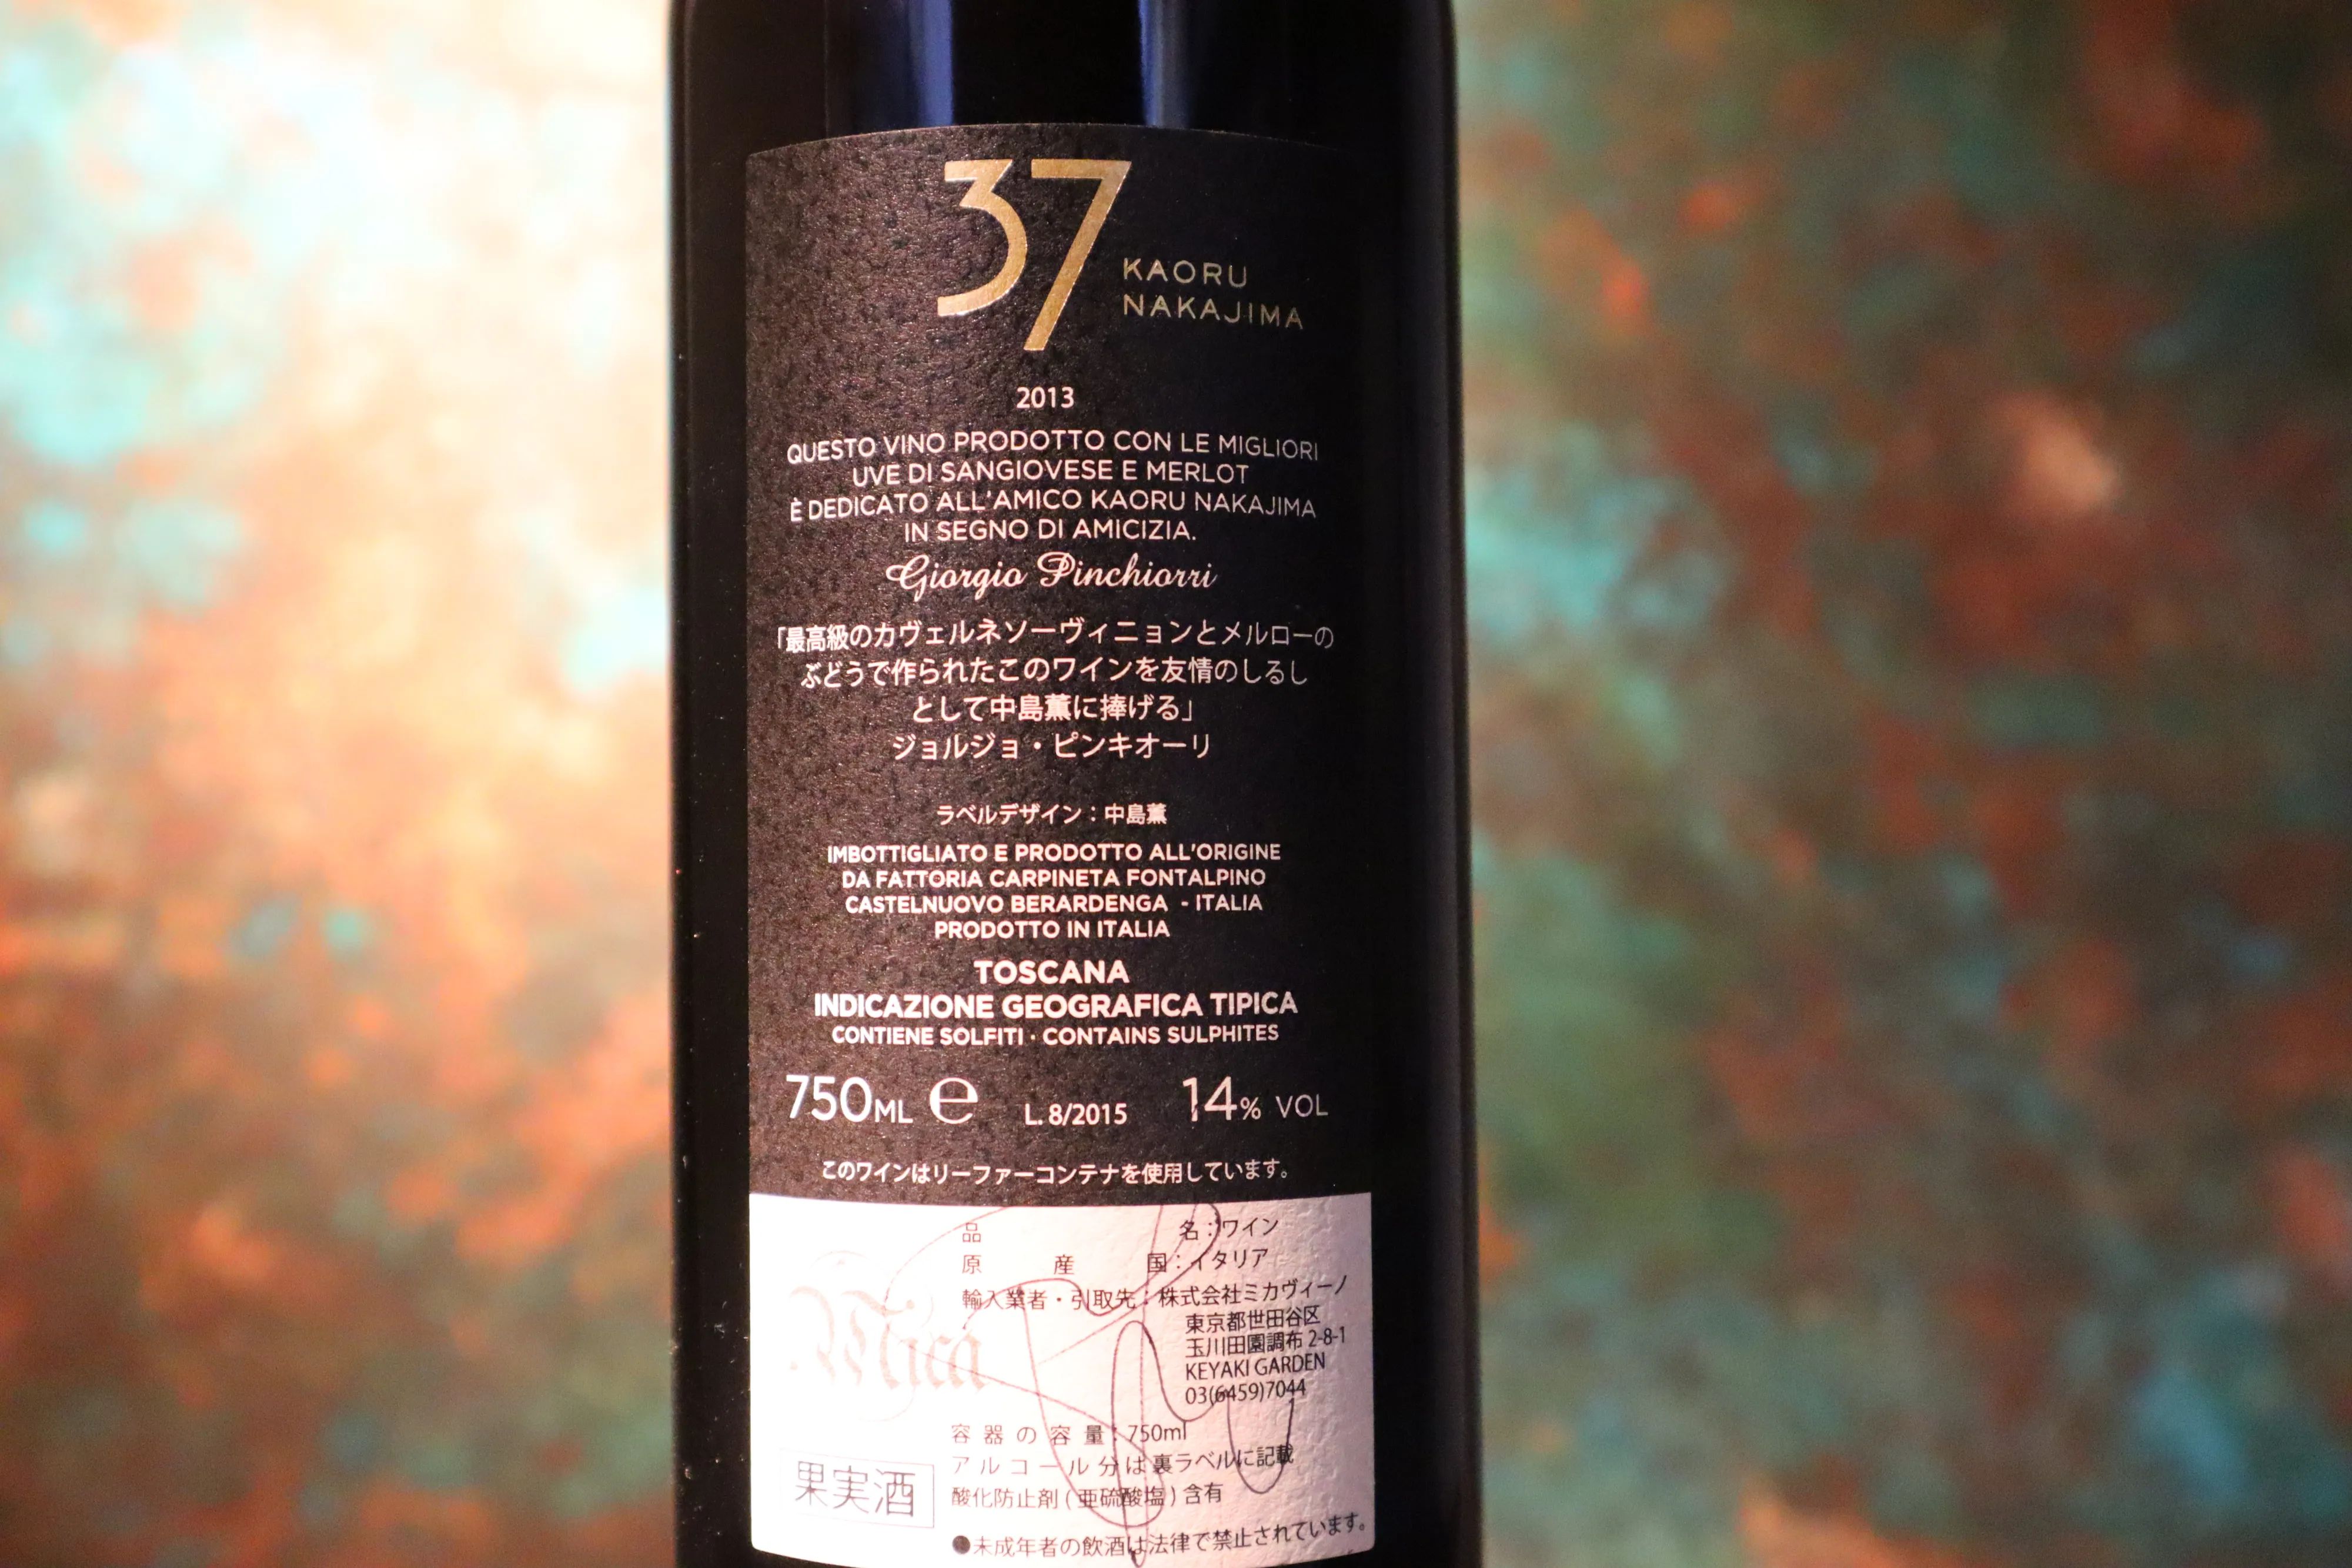 37
KAORU
NAKAJIMA
2013
QUESTO VINO PRODOTTO CON LE MIGLIORI
UVE DI SANGIOVESE E MERLOT
È DEDICATO ALL'AMICO KAORU NAKAJIMA
IN SEGNO DI AMICIZIA.
Giorgio Pinchiorri
「最高級のカヴェルネソーヴィニョンとメルローの
ぶどうで作られたこのワインを友情のしるし
として中島薫に捧げる」
ジョルジョ・ピンキオーリ
ラベルデザイン：中島薫
IMBOTTIGLIATO E PRODOTTO ALL'ORIGINE
DA FATTORIA CARPINETA FONTALPINO
CASTELNUOVO BERARDENGA - ITALIA
PRODOTTO IN ITALIA
TOSCANA
INDICAZIONE GEOGRAFICA TIPICA
CONTIENE SOLFITI · CONTAINS SULPHITES
750ML ℮ L. 8/2015 14% VOL
このワインはリーファーコンテナを使用しています。
品名：ワイン
原産国：イタリア
輸入業者・引取先：株式会社ミカヴィーノ
東京都世田谷区
玉川田園調布 2-8-1
KEYAKI GARDEN
03(6459)7044
Mica
容器の容量：750ml
アルコール分は裏ラベルに記載
酸化防止剤(亜硫酸塩)含有
果実酒
●未成年者の飲酒は法律で禁止されています。